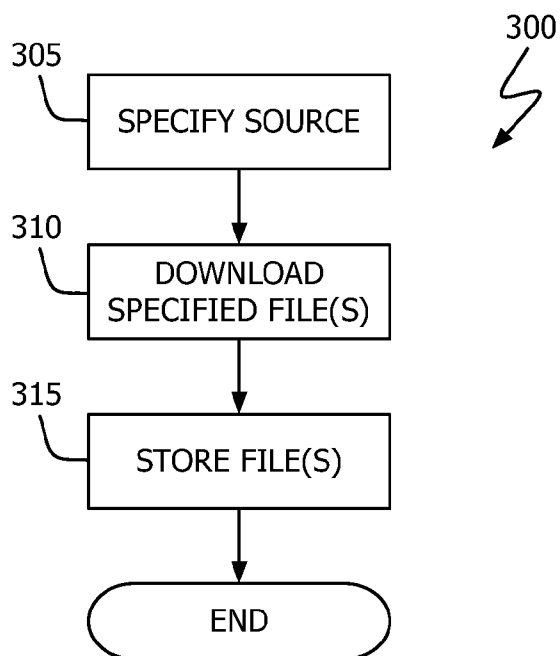 300
305
SPECIFY SOURCE
310
DOWNLOAD
SPECIFIED FILE(S)
315
STORE FILE(S)
END